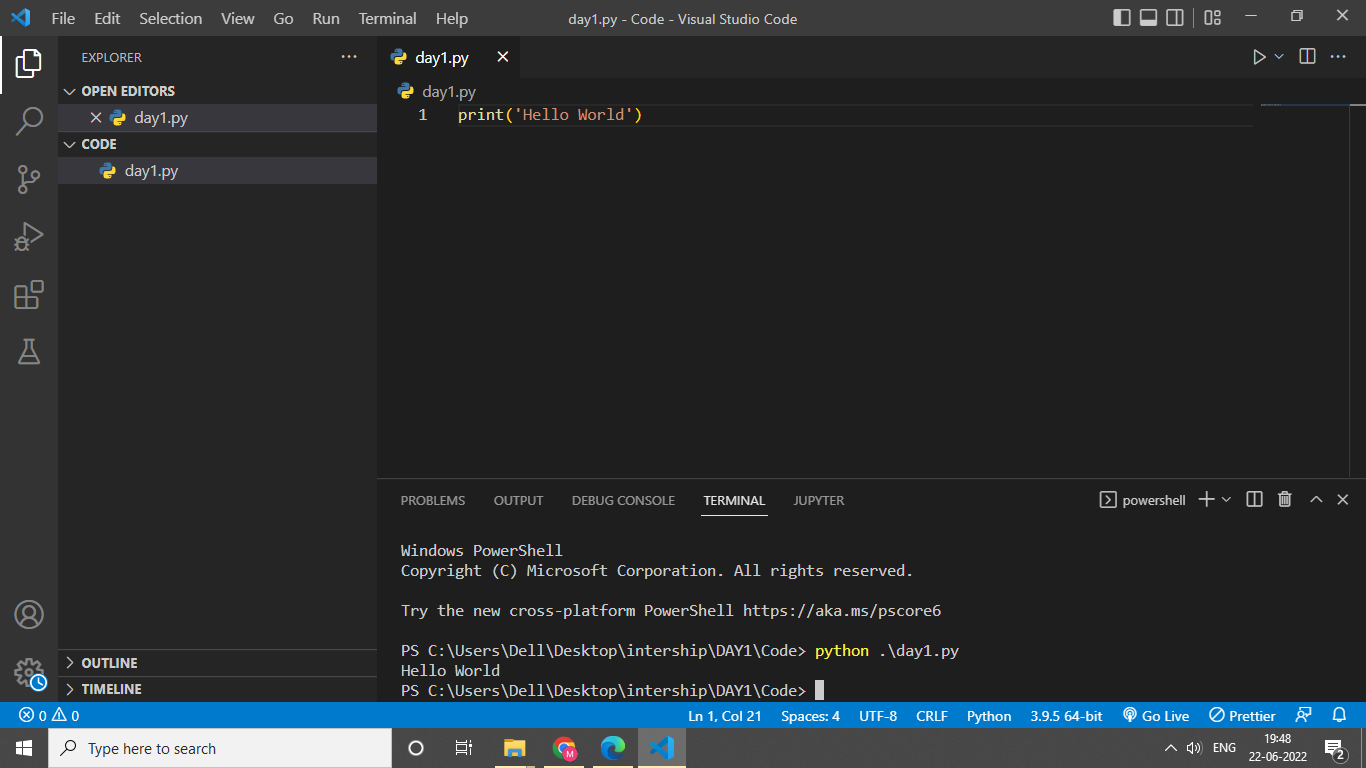 File Edit Selection View Go Run Terminal Help
day1.py - Code - Visual Studio Code
EXPLORER
OPEN EDITORS
day1.py
CODE
day1.py
OUTLINE
TIMELINE
day1.py
day1.py
1 print('Hello World')
PROBLEMS OUTPUT DEBUG CONSOLE TERMINAL JUPYTER
powershell
Windows PowerShell
Copyright (C) Microsoft Corporation. All rights reserved.
Try the new cross-platform PowerShell https://aka.ms/pscore6
PS C:\Users\Dell\Desktop\intership\DAY1\Code> python .\day1.py
Hello World
PS C:\Users\Dell\Desktop\intership\DAY1\Code>
0 0 Ln 1, Col 21 Spaces: 4 UTF-8 CRLF Python 3.9.5 64-bit Go Live Prettier
Type here to search
M
ENG
19:48
22-06-2022
2